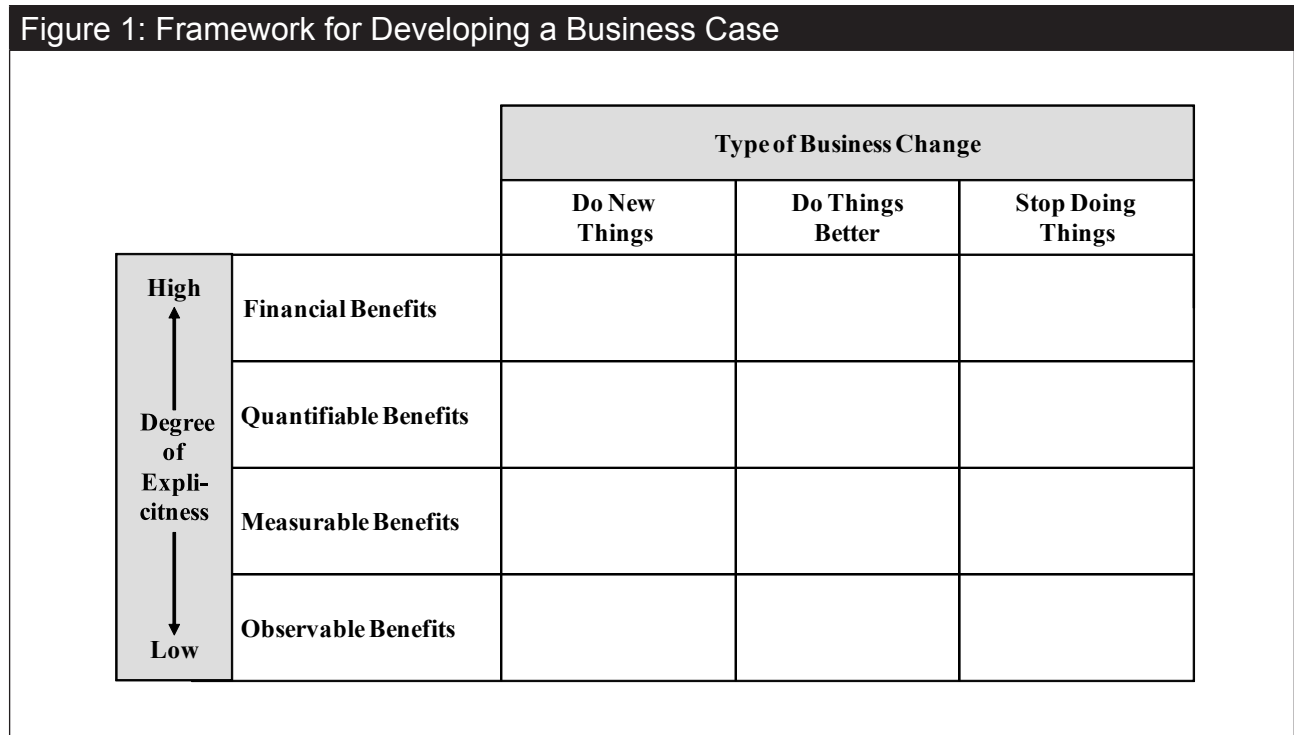 Figure 1: Framework for Developing a Business Case
Type of Business Change
Do New
Things
Do Things
Better
Stop Doing
Things
High
Degree
of
Expli-
citness
Low
Financial Benefits
Quantifiable Benefits
Measurable Benefits
Observable Benefits